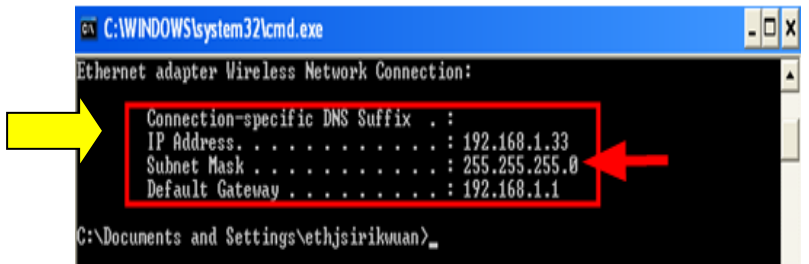 C:\WINDOWS\system32\cmd.exe
Ethernet adapter Wireless Network Connection:
Connection-specific DNS Suffix . :
IP Address. . . . . . . . . . . . : 192.168.1.33
Subnet Mask . . . . . . . . . . . : 255.255.255.0
Default Gateway . . . . . . . . . : 192.168.1.1
C:\Documents and Settings\ethjsirikwuan>_